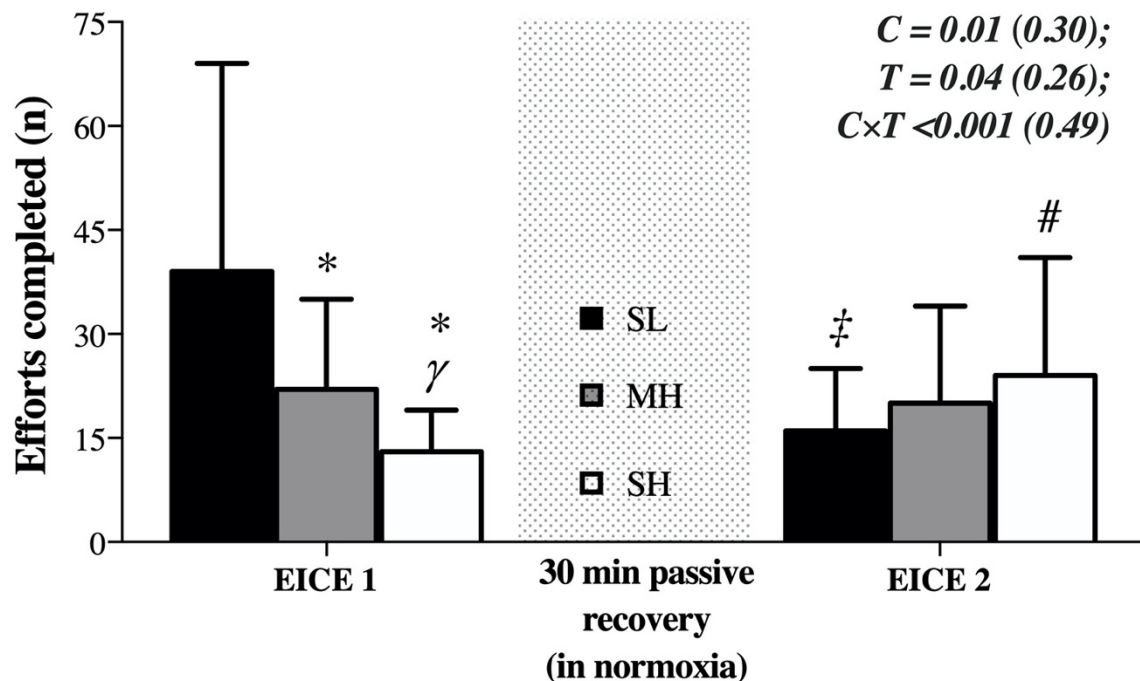 Efforts completed (n)
75
60
45
30
15
0
*
*
γ
SL
MH
SH
‡
#
C = 0.01 (0.30);
T = 0.04 (0.26);
C×T <0.001 (0.49)
EICE 1
30 min passive
recovery
(in normoxia)
EICE 2